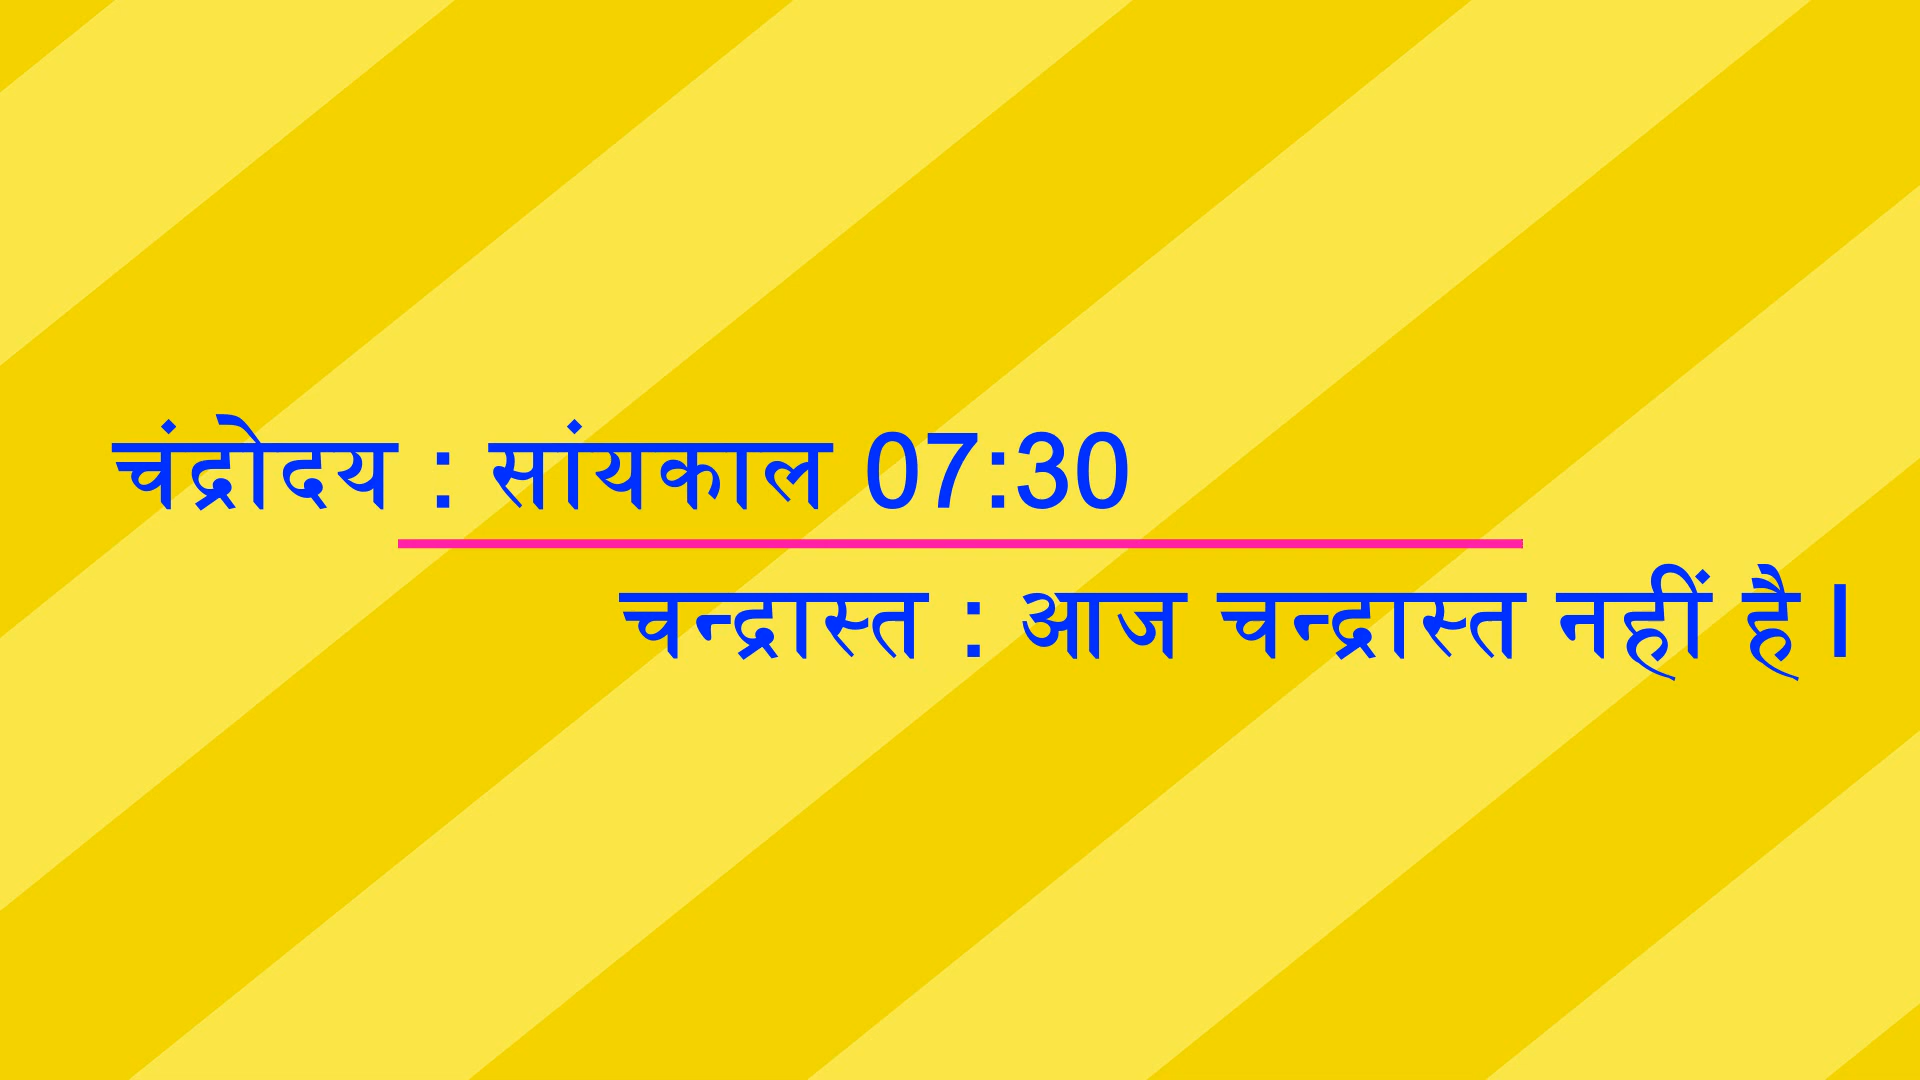 चंद्रोदय : सांयकाल 07:30
चन्द्रास्त : आज चन्द्रास्त नहीं है।